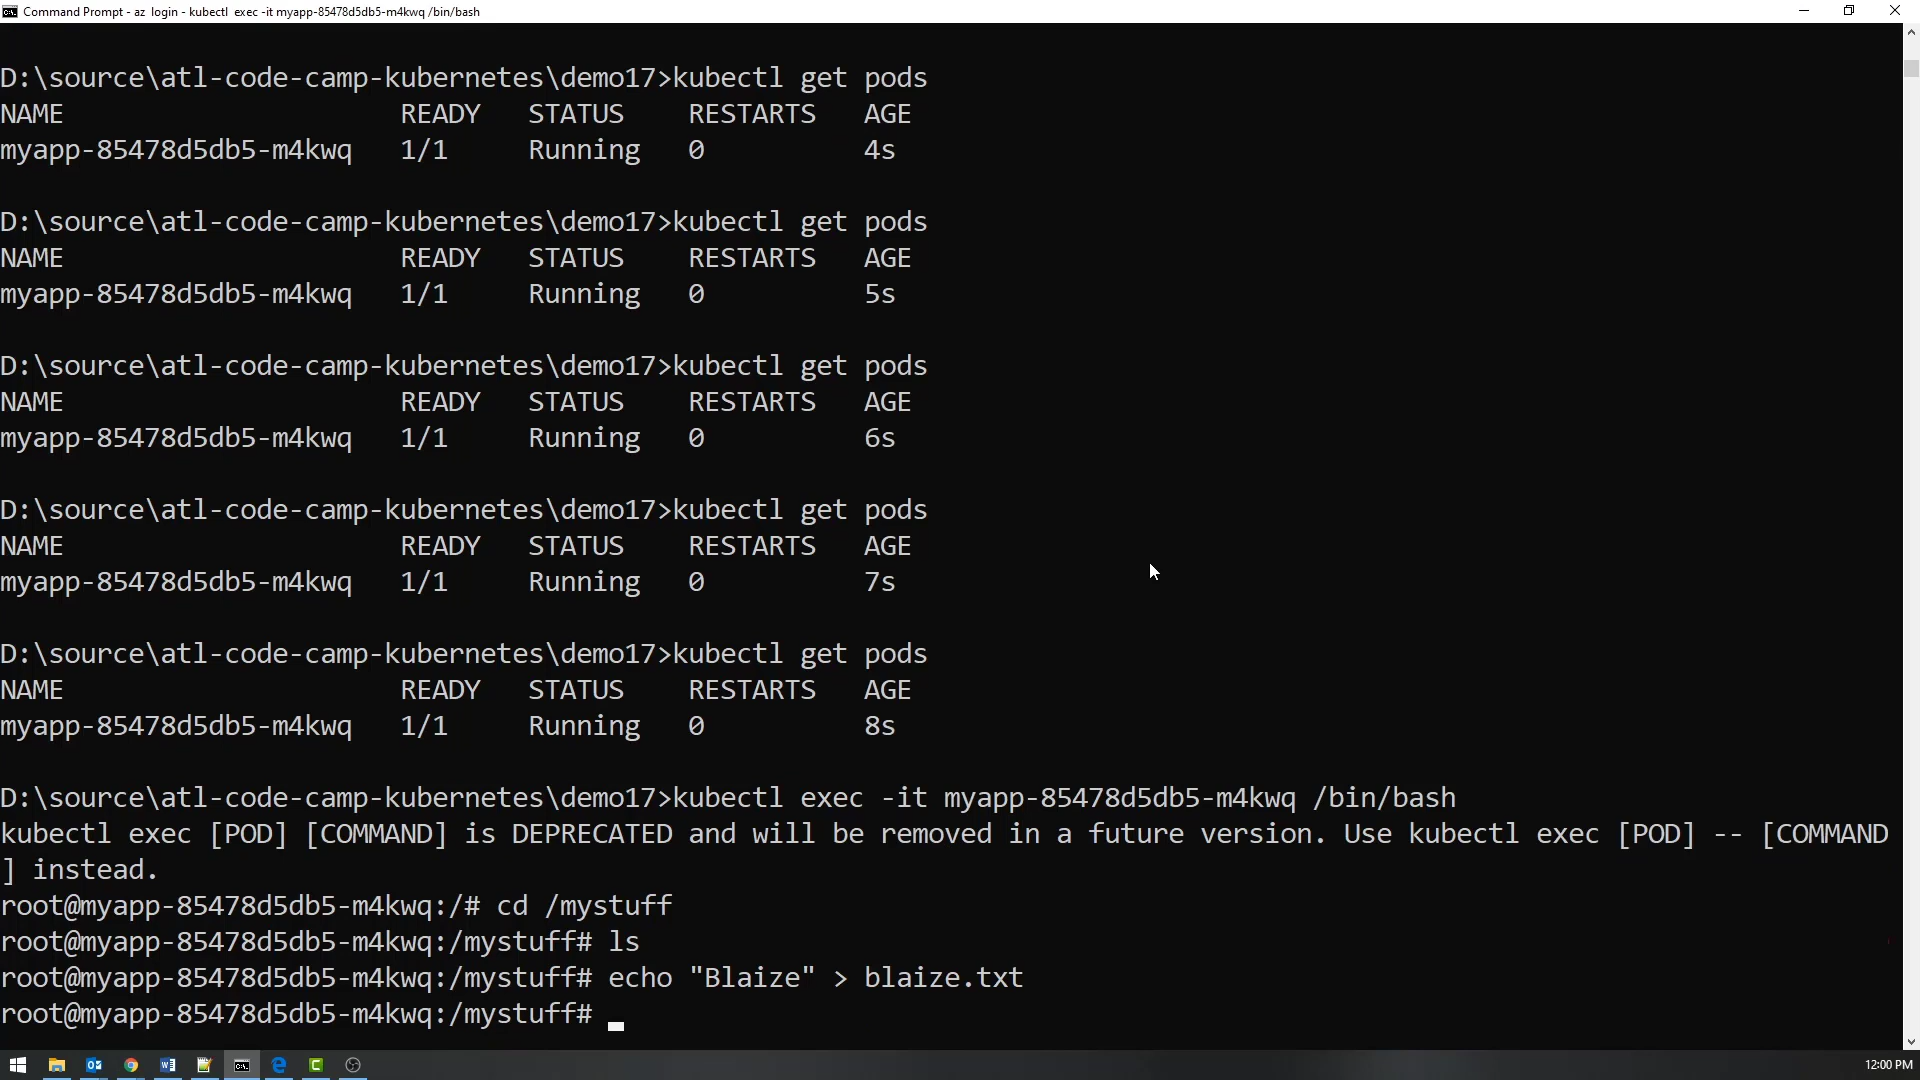 Command Prompt - az login - kubectl exec -it myapp-85478d5db5-m4kwq /bin/bash
D:\source\atl-code-camp-kubernetes\demo17>kubectl get pods
NAME READY STATUS RESTARTS AGE
myapp-85478d5db5-m4kwq 1/1 Running 0 4s
D:\source\atl-code-camp-kubernetes\demo17>kubectl get pods
NAME READY STATUS RESTARTS AGE
myapp-85478d5db5-m4kwq 1/1 Running 0 5s
D:\source\atl-code-camp-kubernetes\demo17>kubectl get pods
NAME READY STATUS RESTARTS AGE
myapp-85478d5db5-m4kwq 1/1 Running 0 6s
D:\source\atl-code-camp-kubernetes\demo17>kubectl get pods
NAME READY STATUS RESTARTS AGE
myapp-85478d5db5-m4kwq 1/1 Running 0 7s
D:\source\atl-code-camp-kubernetes\demo17>kubectl get pods
NAME READY STATUS RESTARTS AGE
myapp-85478d5db5-m4kwq 1/1 Running 0 8s
D:\source\atl-code-camp-kubernetes\demo17>kubectl exec -it myapp-85478d5db5-m4kwq /bin/bash
kubectl exec [POD] [COMMAND] is DEPRECATED and will be removed in a future version. Use kubectl exec [POD] -- [COMMAND
] instead.
root@myapp-85478d5db5-m4kwq:/# cd /mystuff
root@myapp-85478d5db5-m4kwq:/mystuff# ls
root@myapp-85478d5db5-m4kwq:/mystuff# echo "Blaize" > blaize.txt
root@myapp-85478d5db5-m4kwq:/mystuff#
12:00 PM